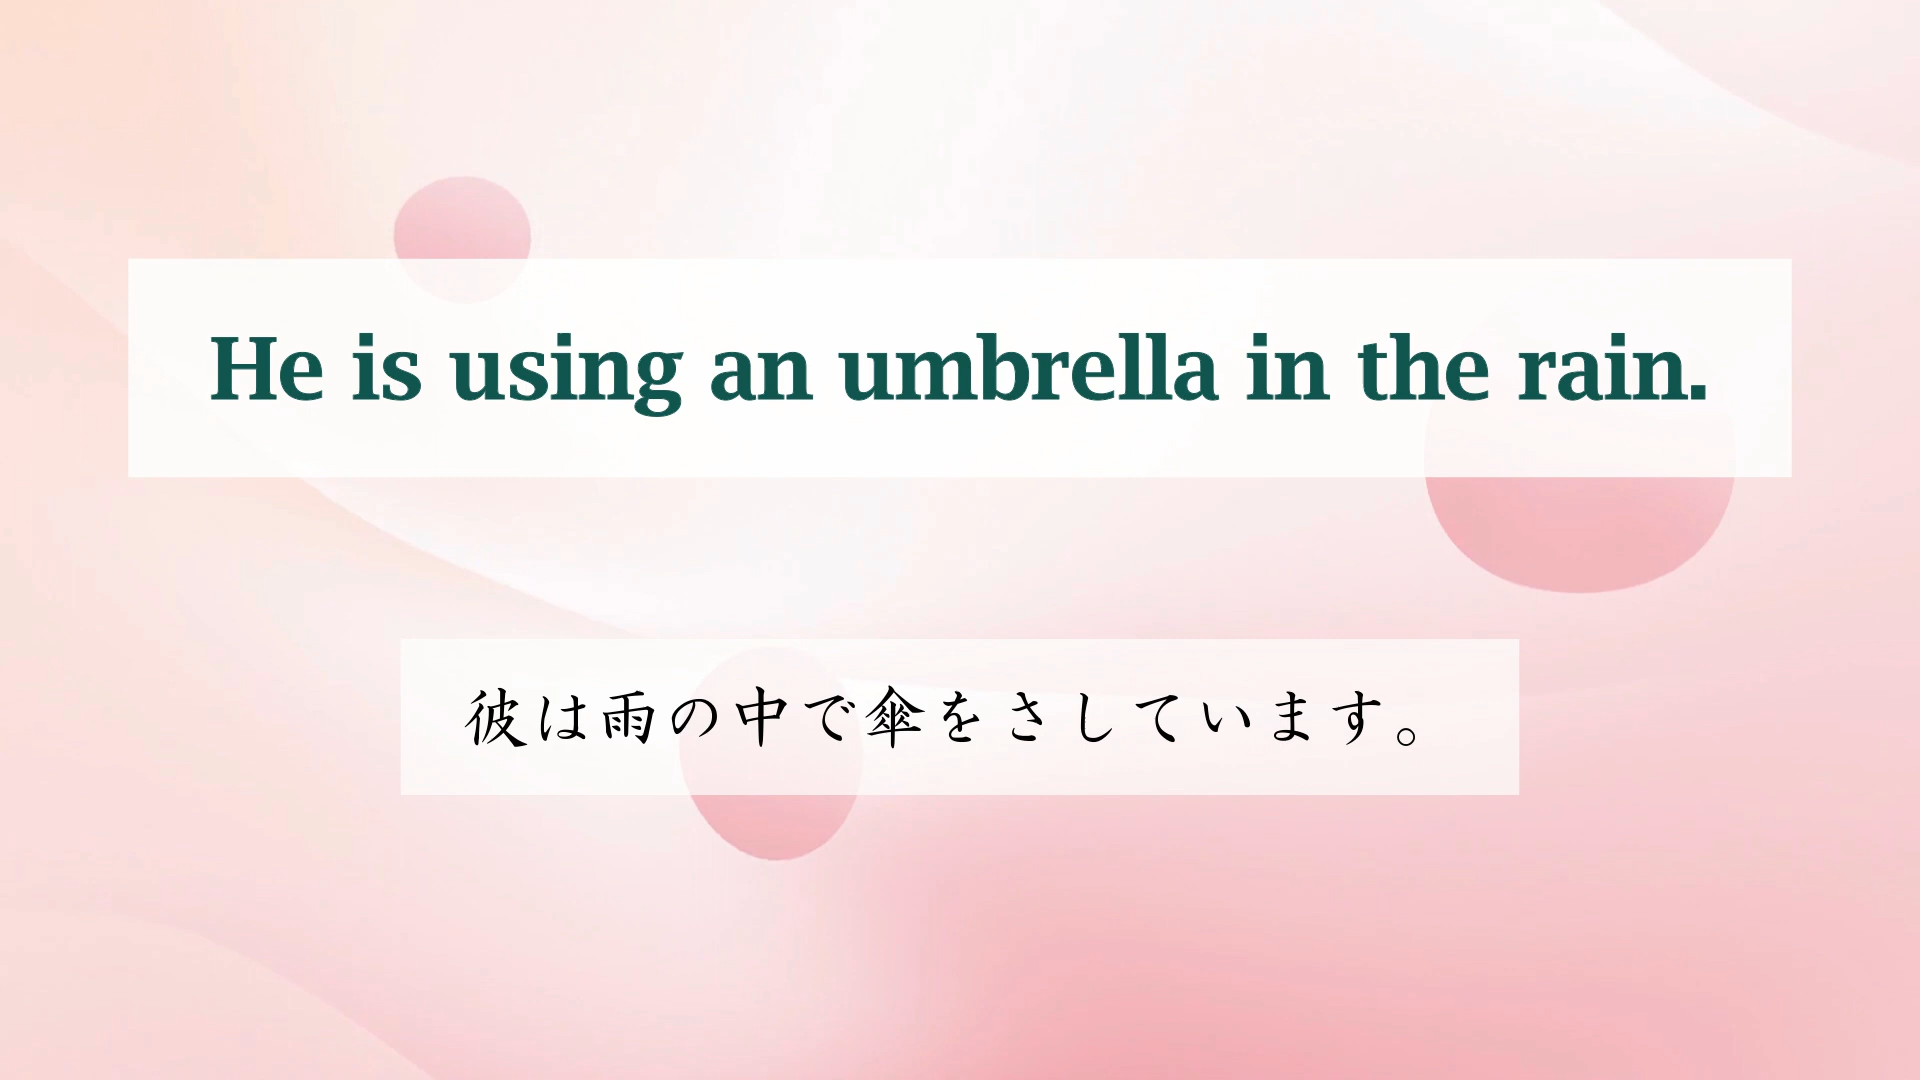 He is using an umbrella in the rain.
彼は雨の中で傘をさしています。